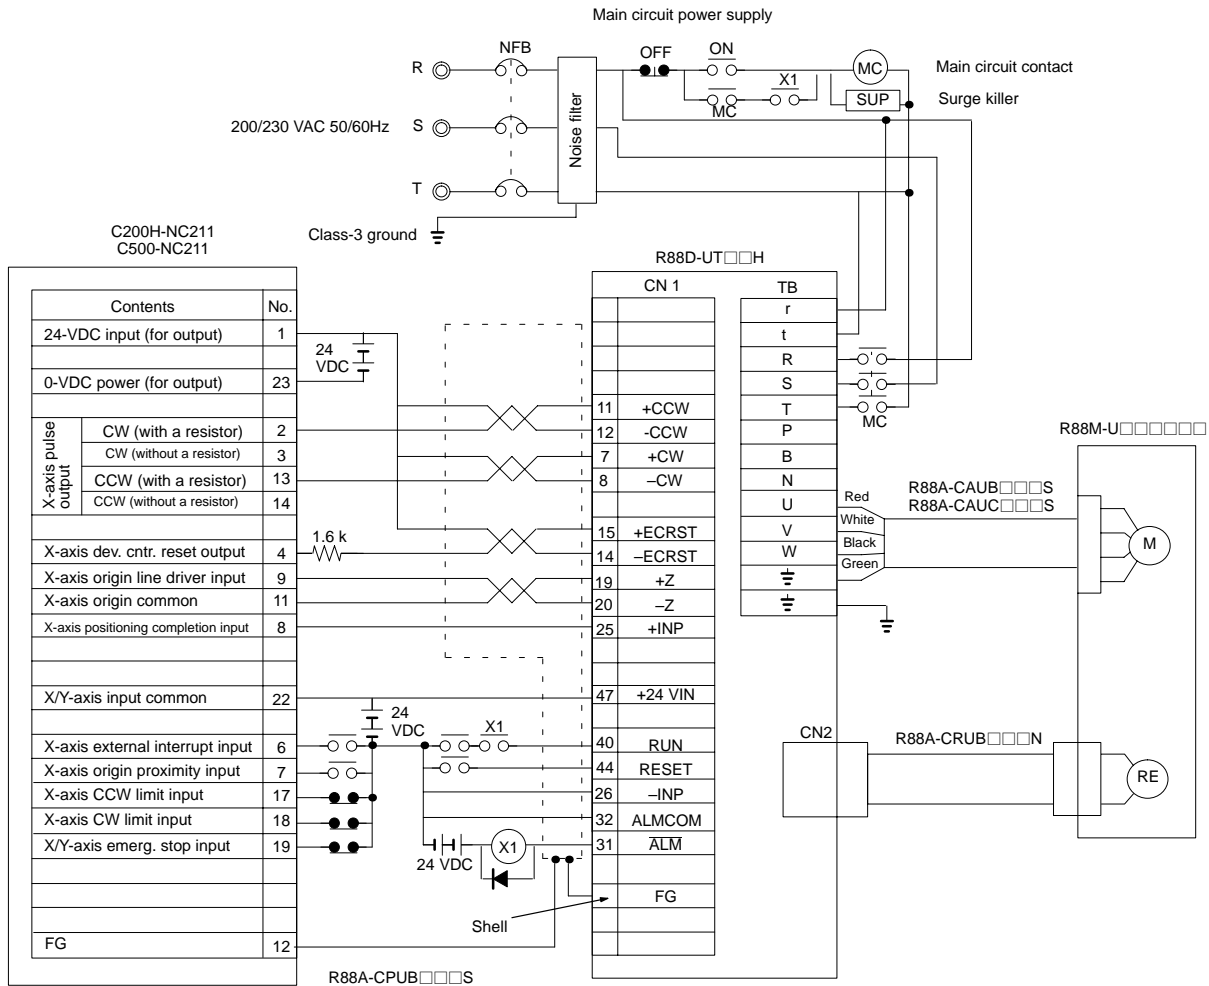 Main circuit power supply
NFB
OFF
ON
R
MC
Main circuit contact
X1
MC
SUP
Surge killer
200/230 VAC 50/60Hz
S
Noise filter
T
Class-3 ground
C200H-NC211
C500-NC211
R88D-UT□□H
Contents No.
24-VDC input (for output) 1
0-VDC power (for output) 23
X-axis pulse output
CW (with a resistor) 2
CW (without a resistor) 3
CCW (with a resistor) 13
CCW (without a resistor) 14
X-axis dev. cntr. reset output 4
X-axis origin line driver input 9
X-axis origin common 11
X-axis positioning completion input 8
X/Y-axis input common 22
X-axis external interrupt input 6
X-axis origin proximity input 7
X-axis CCW limit input 17
X-axis CW limit input 18
X/Y-axis emerg. stop input 19
FG 12
24
VDC
1.6 k
24
VDC
X1
24 VDC
X1
Shell
R88A-CPUB□□□S
CN 1
11 +CCW
12 -CCW
7 +CW
8 –CW
15 +ECRST
14 –ECRST
19 +Z
20 –Z
25 +INP
47 +24 VIN
40 RUN
44 RESET
26 –INP
32 ALMCOM
31 ALM
FG
TB
r
t
R
S
T
P
B
N
U
V
W
MC
Red
White
Black
Green
R88A-CAUB□□□S
R88A-CAUC□□□S
R88M-U□□□□□□
M
CN2
R88A-CRUB□□□N
RE